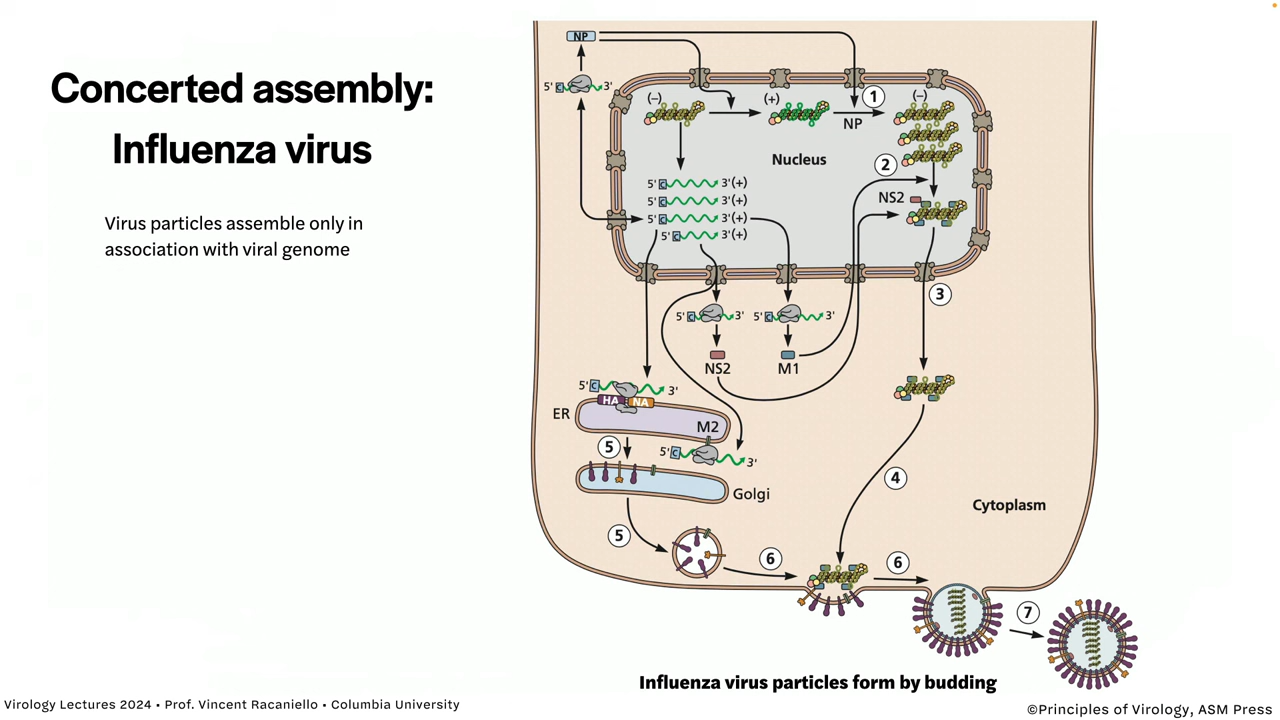 Concerted assembly:
Influenza virus
Virus particles assemble only in
association with viral genome
NP
5' C 3'
(–)
(+)
1
(–)
NP
Nucleus
2
5' C 3'(+)
5' C 3'(+)
5' C 3'(+)
5' C 3'(+)
NS2
3
5' C 3'
5' C 3'
NS2
M1
5' C 3'
HA NA
ER
M2
5
5' C 3'
Golgi
4
Cytoplasm
5
6
6
7
Influenza virus particles form by budding
Virology Lectures 2024 • Prof. Vincent Racaniello • Columbia University
©Principles of Virology, ASM Press